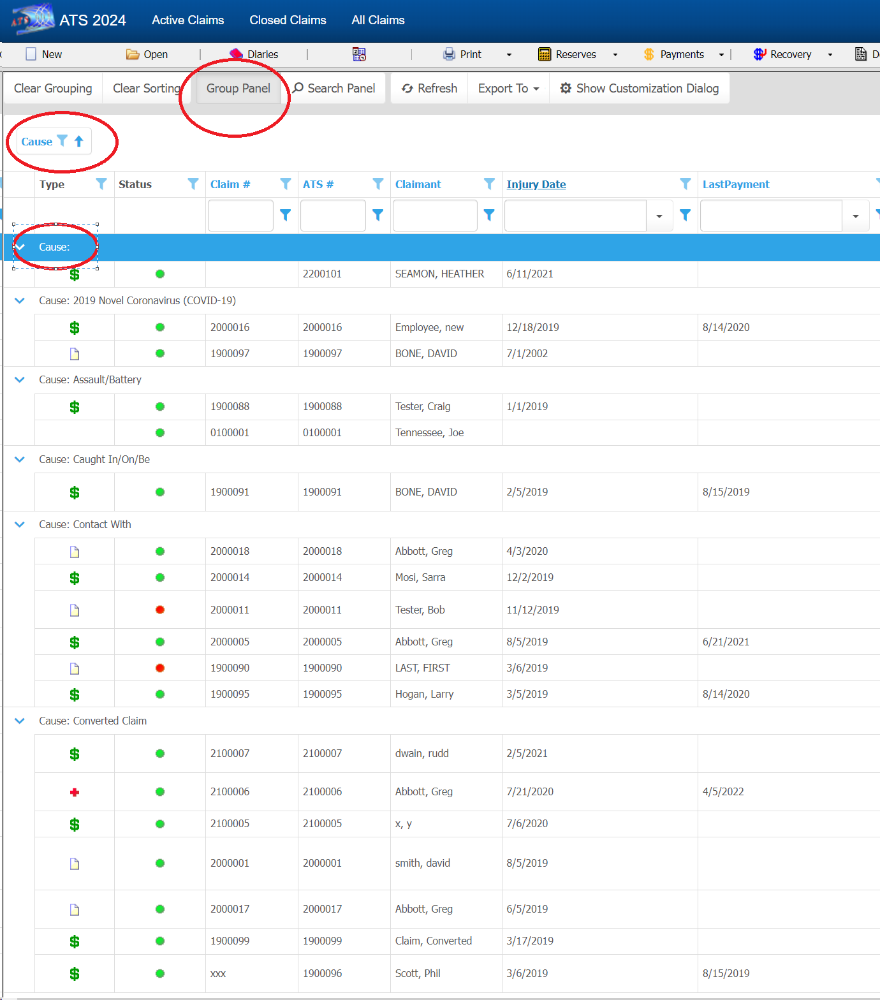 ATS ATS 2024 Active Claims Closed Claims All Claims
New Open Diaries Print Reserves Payments Recovery
Clear Grouping Clear Sorting Group Panel Search Panel Refresh Export To Show Customization Dialog
Cause
Type Status Claim # ATS # Claimant Injury Date LastPayment
Cause:
$ 2200101 SEAMON, HEATHER 6/11/2021
Cause: 2019 Novel Coronavirus (COVID-19)
$ 2000016 2000016 Employee, new 12/18/2019 8/14/2020
1900097 1900097 BONE, DAVID 7/1/2002
Cause: Assault/Battery
$ 1900088 1900088 Tester, Craig 1/1/2019
0100001 0100001 Tennessee, Joe
Cause: Caught In/On/Be
$ 1900091 1900091 BONE, DAVID 2/5/2019 8/15/2019
Cause: Contact With
2000018 2000018 Abbott, Greg 4/3/2020
$ 2000014 2000014 Mosi, Sarra 12/2/2019
2000011 2000011 Tester, Bob 11/12/2019
$ 2000005 2000005 Abbott, Greg 8/5/2019 6/21/2021
1900090 1900090 LAST, FIRST 3/6/2019
$ 1900095 1900095 Hogan, Larry 3/5/2019 8/14/2020
Cause: Converted Claim
$ 2100007 2100007 dwain, rudd 2/5/2021
2100006 2100006 Abbott, Greg 7/21/2020 4/5/2022
$ 2100005 2100005 x, y 7/6/2020
2000001 2000001 smith, david 8/5/2019
2000017 2000017 Abbott, Greg 6/5/2019
$ 1900099 1900099 Claim, Converted 3/17/2019
$ xxx 1900096 Scott, Phil 3/6/2019 8/15/2019